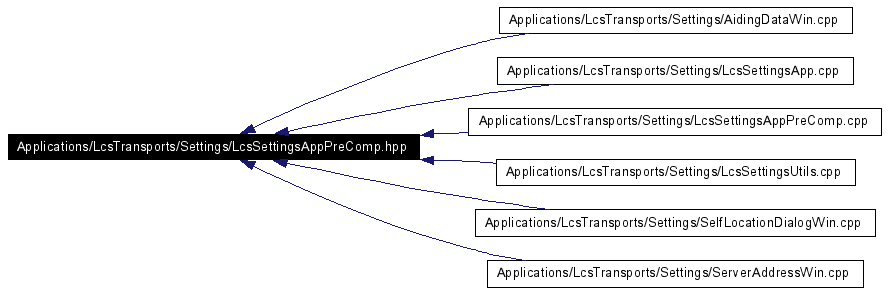 Applications/LcsTransports/Settings/AidingDataWin.cpp
Applications/LcsTransports/Settings/LcsSettingsApp.cpp
Applications/LcsTransports/Settings/LcsSettingsAppPreComp.cpp
Applications/LcsTransports/Settings/LcsSettingsAppPreComp.hpp
Applications/LcsTransports/Settings/LcsSettingsUtils.cpp
Applications/LcsTransports/Settings/SelfLocationDialogWin.cpp
Applications/LcsTransports/Settings/ServerAddressWin.cpp